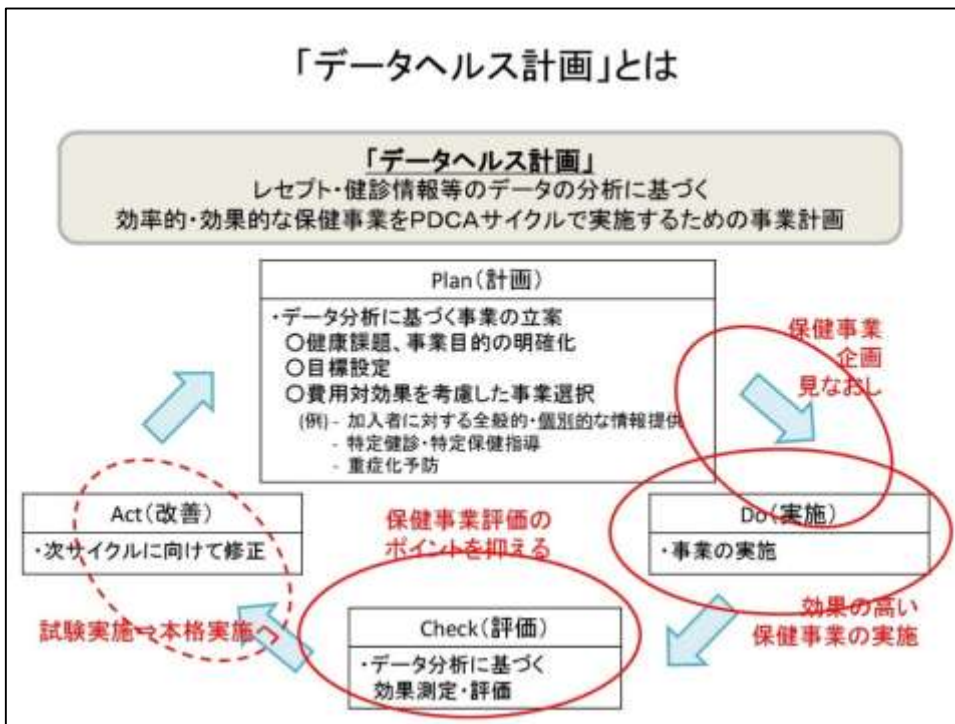 「データヘルス計画」とは
「データヘルス計画」
レセプト・健診情報等のデータの分析に基づく
効率的・効果的な保健事業をPDCAサイクルで実施するための事業計画
Plan(計画)
・データ分析に基づく事業の立案
○健康課題、事業目的の明確化
○目標設定
○費用対効果を考慮した事業選択
(例)- 加入者に対する全般的・個別的な情報提供
- 特定健診・特定保健指導
- 重症化予防
保健事業
企画
見なおし
Do(実施)
・事業の実施
効果の高い
保健事業の実施
保健事業評価の
ポイントを抑える
Check(評価)
・データ分析に基づく
効果測定・評価
Act(改善)
・次サイクルに向けて修正
試験実施→本格実施へ